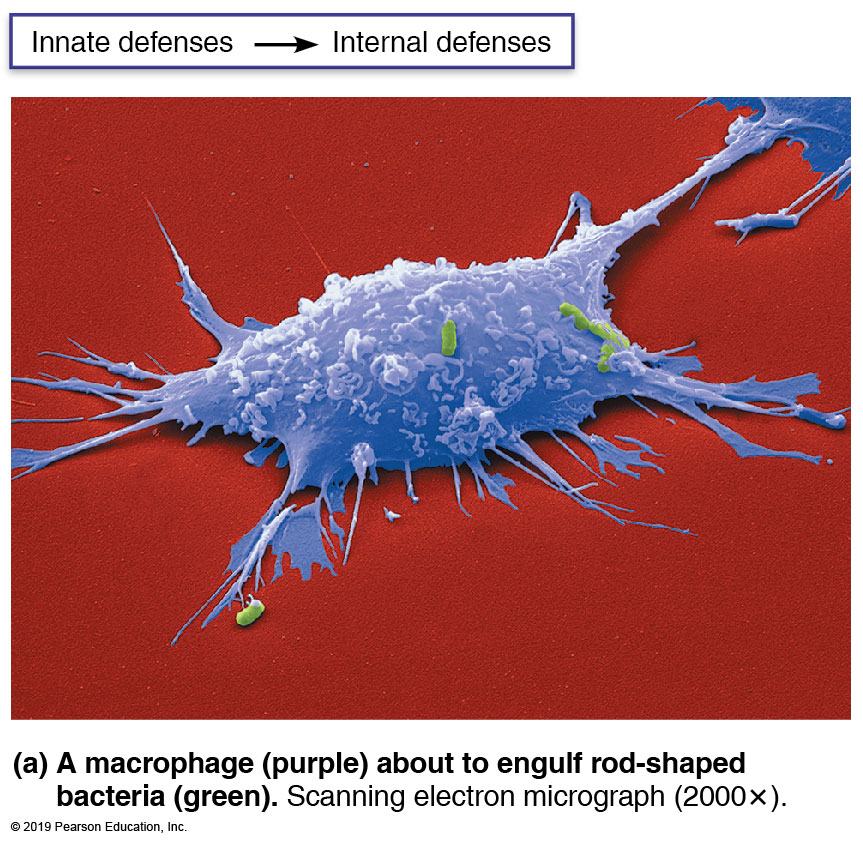 Innate defenses → Internal defenses
(a) A macrophage (purple) about to engulf rod-shaped
bacteria (green). Scanning electron micrograph (2000×).
© 2019 Pearson Education, Inc.